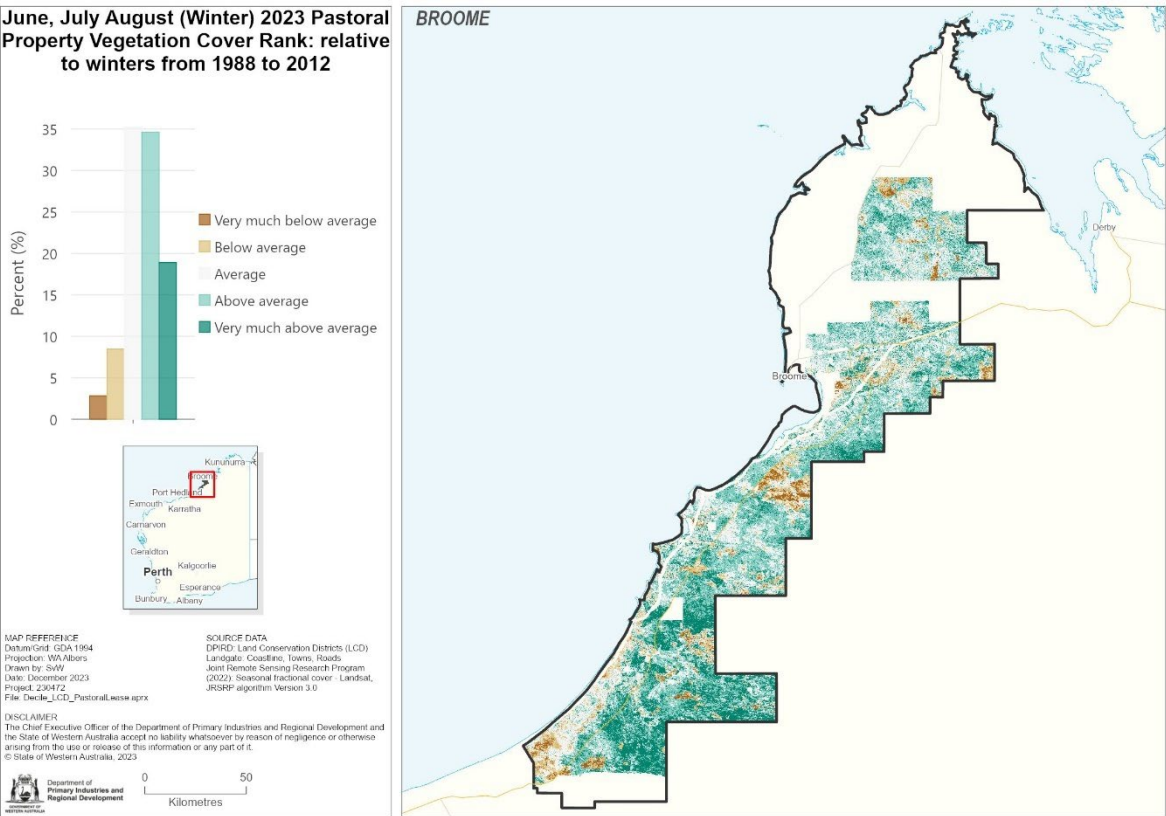 June, July August (Winter) 2023 Pastoral
Property Vegetation Cover Rank: relative
to winters from 1988 to 2012
35
30
25
20
15
10
5
0
Percent (%)
Very much below average
Below average
Average
Above average
Very much above average
Kununurra
Broome
Port Hedland
Exmouth
Karratha
Carnarvon
Geraldton
Kalgoorlie
Perth
Esperance
Bunbury
Albany
MAP REFERENCE
Datum/Grid: GDA 1994
Projection: WA Albers
Drawn by: SvW
Date: December 2023
Project: 230472
File: Decile_LCD_PastoralLease.aprx
SOURCE DATA
DPIRD: Land Conservation Districts (LCD)
Landgate: Coastline, Towns, Roads
Joint Remote Sensing Research Program
(2022): Seasonal fractional cover - Landsat,
JRSRP algorithm Version 3.0
DISCLAIMER
The Chief Executive Officer of the Department of Primary Industries and Regional Development and
the State of Western Australia accept no liability whatsoever by reason of negligence or otherwise
arising from the use or release of this information or any part of it.
© State of Western Australia, 2023
GOVERNMENT OF
WESTERN AUSTRALIA
Department of
Primary Industries and
Regional Development
0 50
Kilometres
BROOME
Derby
Broome